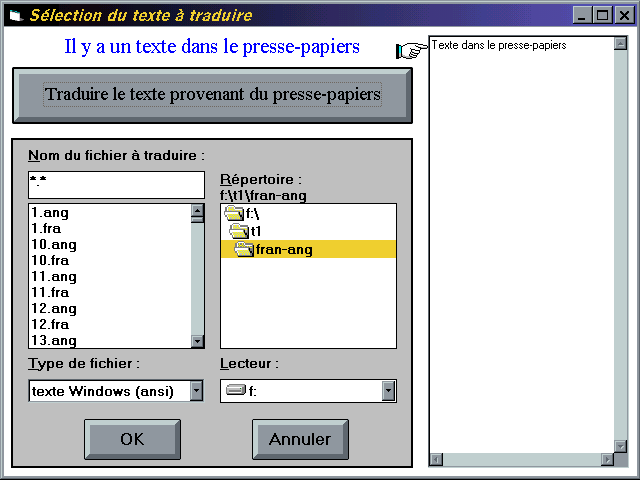 Sélection du texte à traduire
Il y a un texte dans le presse-papiers
Traduire le texte provenant du presse-papiers
Nom du fichier à traduire :
*.*
1.ang
1.fra
10.ang
10.fra
11.ang
11.fra
12.ang
12.fra
13.ang
Répertoire :
f:\t1\fran-ang
f:\
t1
fran-ang
Type de fichier :
texte Windows (ansi)
Lecteur :
f:
OK
Annuler
Texte dans le presse-papiers